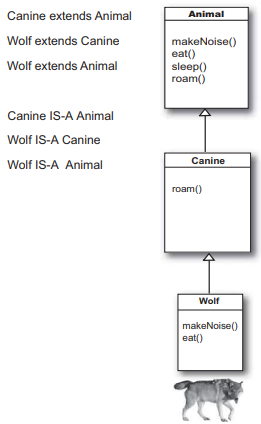 Canine extends Animal
Wolf extends Canine
Wolf extends Animal
Canine IS-A Animal
Wolf IS-A Canine
Wolf IS-A Animal
Animal
makeNoise()
eat()
sleep()
roam()
Canine
roam()
Wolf
makeNoise()
eat()